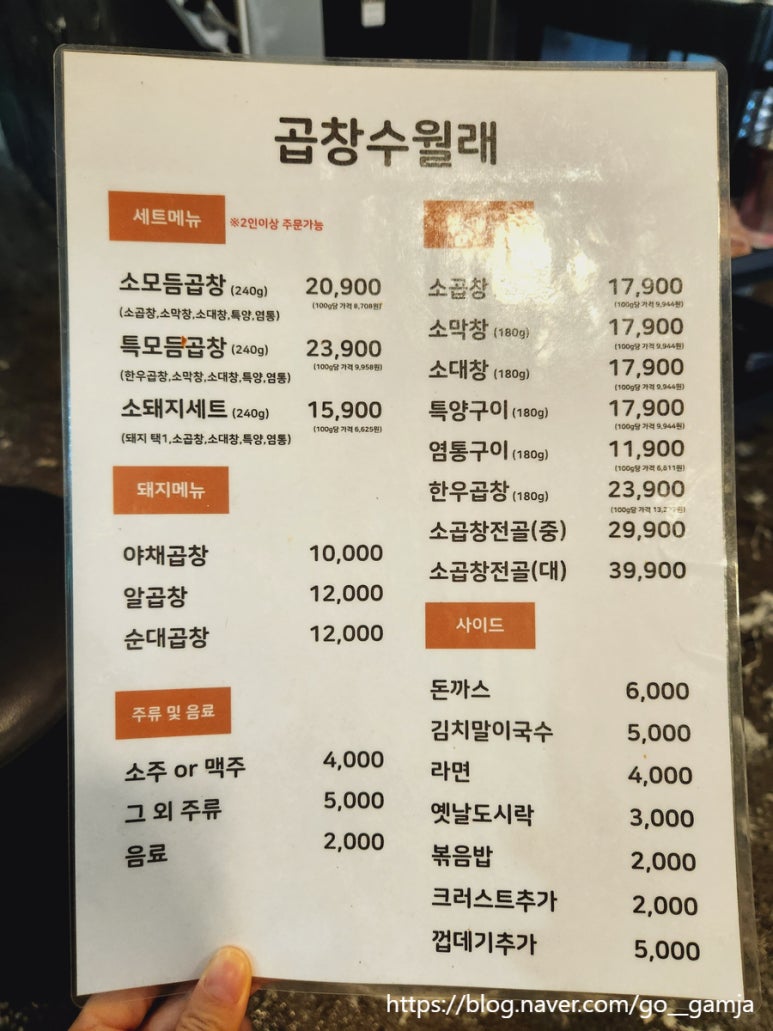 곱창수월래
세트메뉴 ※2인이상 주문가능
소모듬곱창 (240g) 20,900
(100g당 가격 8,708원)
(소곱창,소막창,소대창,특양,염통)
특모듬곱창 (240g) 23,900
(100g당 가격 9,958원)
(한우곱창,소막창,소대창,특양,염통)
소돼지세트 (240g) 15,900
(100g당 가격 6,625원)
(돼지 택1,소곱창,소대창,특양,염통)
돼지메뉴
야채곱창 10,000
알곱창 12,000
순대곱창 12,000
주류 및 음료
소주 or 맥주 4,000
그 외 주류 5,000
음료 2,000
소곱창 17,900
(100g당 가격 9,944원)
소막창 (180g) 17,900
(100g당 가격 9,944원)
소대창 (180g) 17,900
(100g당 가격 9,944원)
특양구이 (180g) 17,900
(100g당 가격 9,944원)
염통구이 (180g) 11,900
(100g당 가격 6,611원)
한우곱창 (180g) 23,900
(100g당 가격
소곱창전골(중) 29,900
소곱창전골(대) 39,900
사이드
돈까스 6,000
김치말이국수 5,000
라면 4,000
옛날도시락 3,000
볶음밥 2,000
크러스트추가 2,000
껍데기추가 5,000
https://blog.naver.com/go__gamja